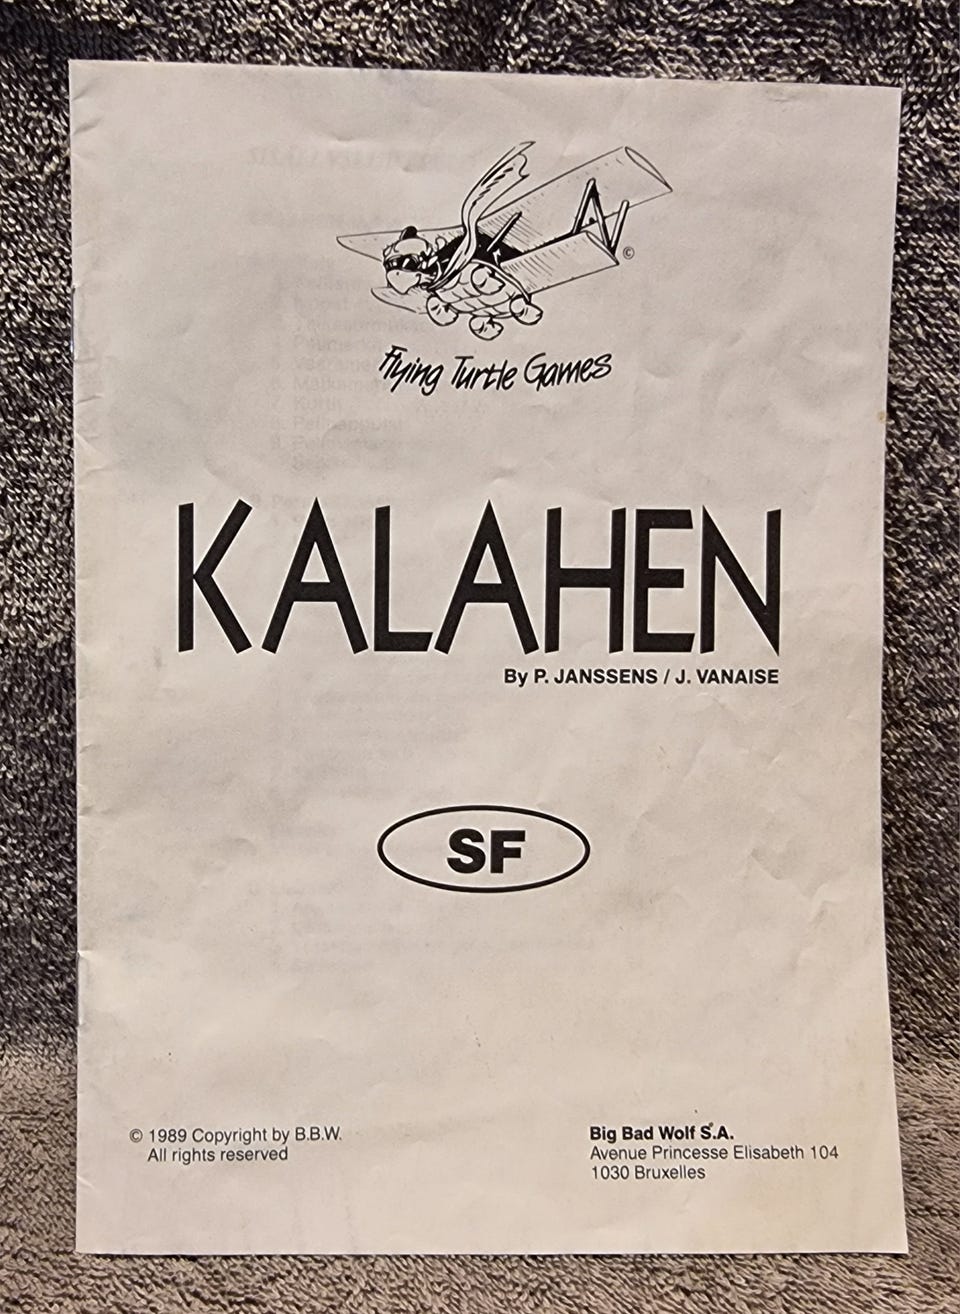 ©
Flying Turtle Games
KALAHEN
By P. JANSSENS / J. VANAISE
SF
© 1989 Copyright by B.B.W.
All rights reserved
Big Bad Wolf S.A.
Avenue Princesse Elisabeth 104
1030 Bruxelles